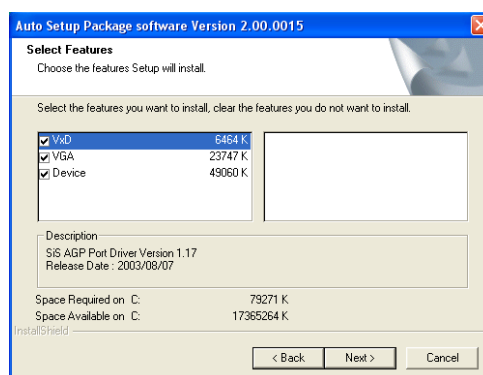 Auto Setup Package software Version 2.00.0015
Select Features
Choose the features Setup will install.
Select the features you want to install, clear the features you do not want to install.
VxD 6464 K
VGA 23747 K
Device 49060 K
Description
SiS AGP Port Driver Version 1.17
Release Date : 2003/08/07
Space Required on C: 79271 K
Space Available on C: 17365264 K
InstallShield
< Back Next > Cancel